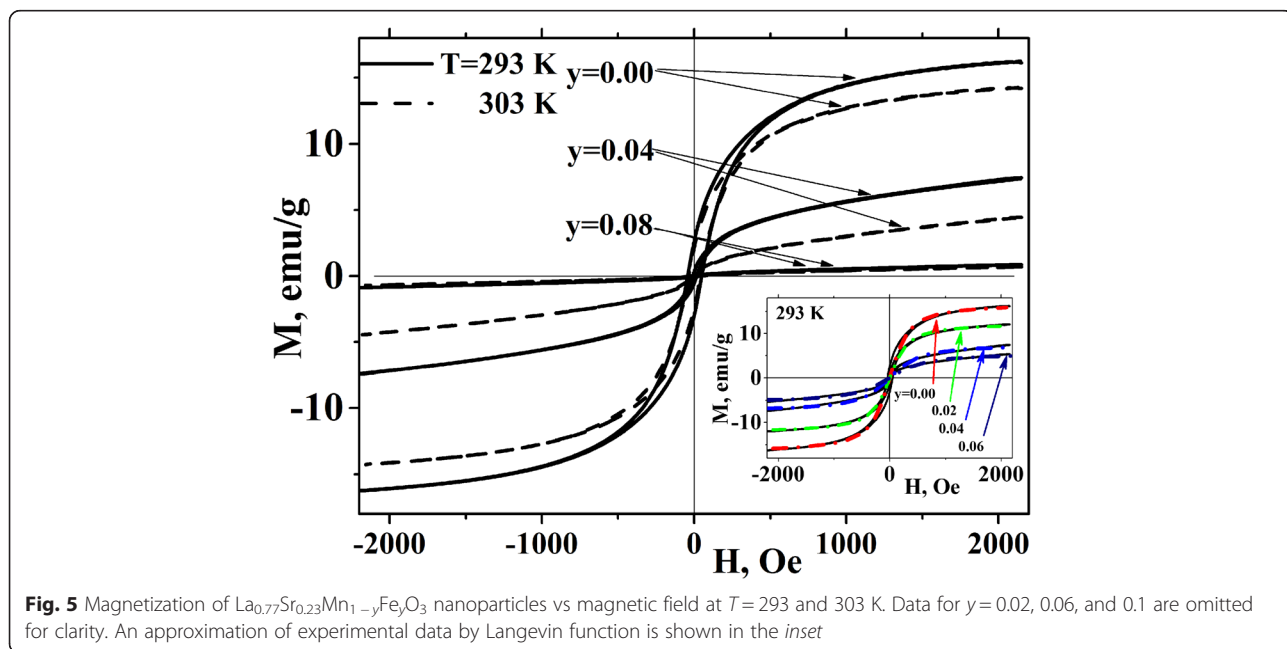 T=293 K
303 K
y=0.00
y=0.04
y=0.08
M, emu/g
10
0
-10
-2000
-1000
0
1000
2000
H, Oe
293 K
M, emu/g
10
0
-10
y=0.00
0.02
0.04
0.06
-2000
0
2000
H, Oe
Fig. 5 Magnetization of La0.77Sr0.23Mn1 − yFeyO3 nanoparticles vs magnetic field at T = 293 and 303 K. Data for y = 0.02, 0.06, and 0.1 are omitted
for clarity. An approximation of experimental data by Langevin function is shown in the inset